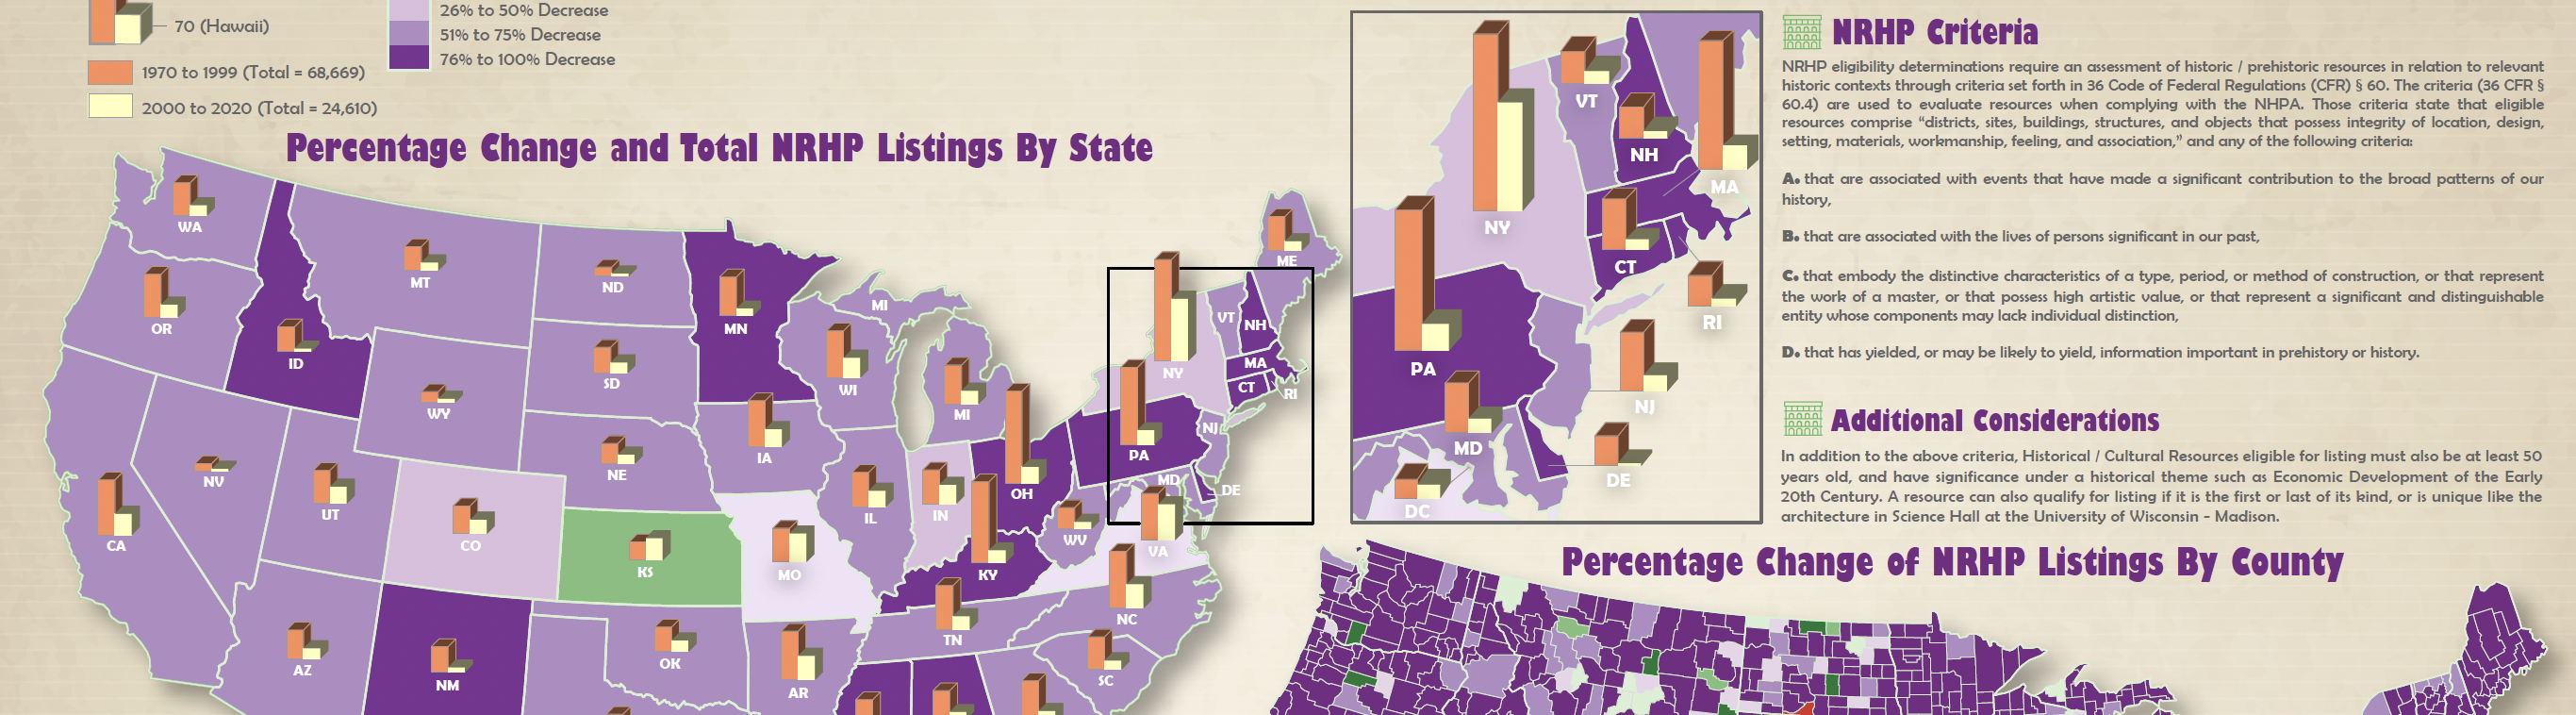 70 (Hawaii)
1970 to 1999 (Total = 68,669)
2000 to 2020 (Total = 24,610)
26% to 50% Decrease
51% to 75% Decrease
76% to 100% Decrease
Percentage Change and Total NRHP Listings By State
WA
OR
ID
MT
ND
MN
SD
WY
NE
IA
WI
MI
MI
CA
NV
UT
CO
KS
MO
IL
IN
OH
KY
WV
VA
NC
TN
SC
AZ
NM
OK
AR
PA
NY
VT
NH
ME
MA
CT
RI
NJ
MD
DE
NY
VT
NH
MA
CT
RI
PA
NJ
MD
DE
DC
NRHP Criteria
NRHP eligibility determinations require an assessment of historic / prehistoric resources in relation to relevant
historic contexts through criteria set forth in 36 Code of Federal Regulations (CFR) § 60. The criteria (36 CFR §
60.4) are used to evaluate resources when complying with the NHPA. Those criteria state that eligible
resources comprise “districts, sites, buildings, structures, and objects that possess integrity of location, design,
setting, materials, workmanship, feeling, and association,” and any of the following criteria:
A. that are associated with events that have made a significant contribution to the broad patterns of our
history,
B. that are associated with the lives of persons significant in our past,
C. that embody the distinctive characteristics of a type, period, or method of construction, or that represent
the work of a master, or that possess high artistic value, or that represent a significant and distinguishable
entity whose components may lack individual distinction,
D. that has yielded, or may be likely to yield, information important in prehistory or history.
Additional Considerations
In addition to the above criteria, Historical / Cultural Resources eligible for listing must also be at least 50
years old, and have significance under a historical theme such as Economic Development of the Early
20th Century. A resource can also qualify for listing if it is the first or last of its kind, or is unique like the
architecture in Science Hall at the University of Wisconsin - Madison.
Percentage Change of NRHP Listings By County